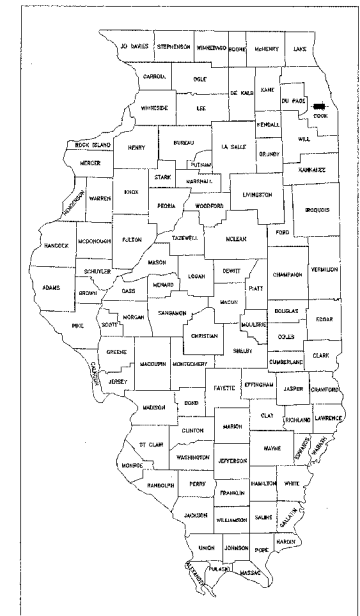 JO DAVIES STEPHENSON WINNEBAGO BOONE McHENRY LAKE
CARROLL OGLE
DE KALB KANE
DU PAGE
COOK
WHITESIDE LEE
KENDALL
ROCK ISLAND HENRY BUREAU LA SALLE GRUNDY WILL
MERCER PUTNAM KANKAKEE
STARK MARSHALL
HENDERSON WARREN KNOX PEORIA WOODFORD LIVINGSTON IROQUOIS
FORD
HANCOCK McDONOUGH FULTON TAZEWELL McLEAN
MASON
SCHUYLER LOGAN DEWITT CHAMPAIGN VERMILION
ADAMS BROWN CASS MENARD PIATT
MACON
MORGAN SANGAMON DOUGLAS EDGAR
PIKE SCOTT CHRISTIAN MOULTRIE COLES
GREENE SHELBY CLARK
CALHOUN MACOUPIN MONTGOMERY CUMBERLAND
JERSEY FAYETTE EFFINGHAM JASPER CRAWFORD
MADISON BOND
CLAY RICHLAND LAWRENCE
CLINTON MARION
ST CLAIR WAYNE EDWARDS WABASH
WASHINGTON JEFFERSON
MONROE
RANDOLPH PERRY HAMILTON WHITE
FRANKLIN
JACKSON WILLIAMSON SALINE GALLATIN
HARDIN
UNION JOHNSON POPE
ALEXANDER PULASKI MASSAC